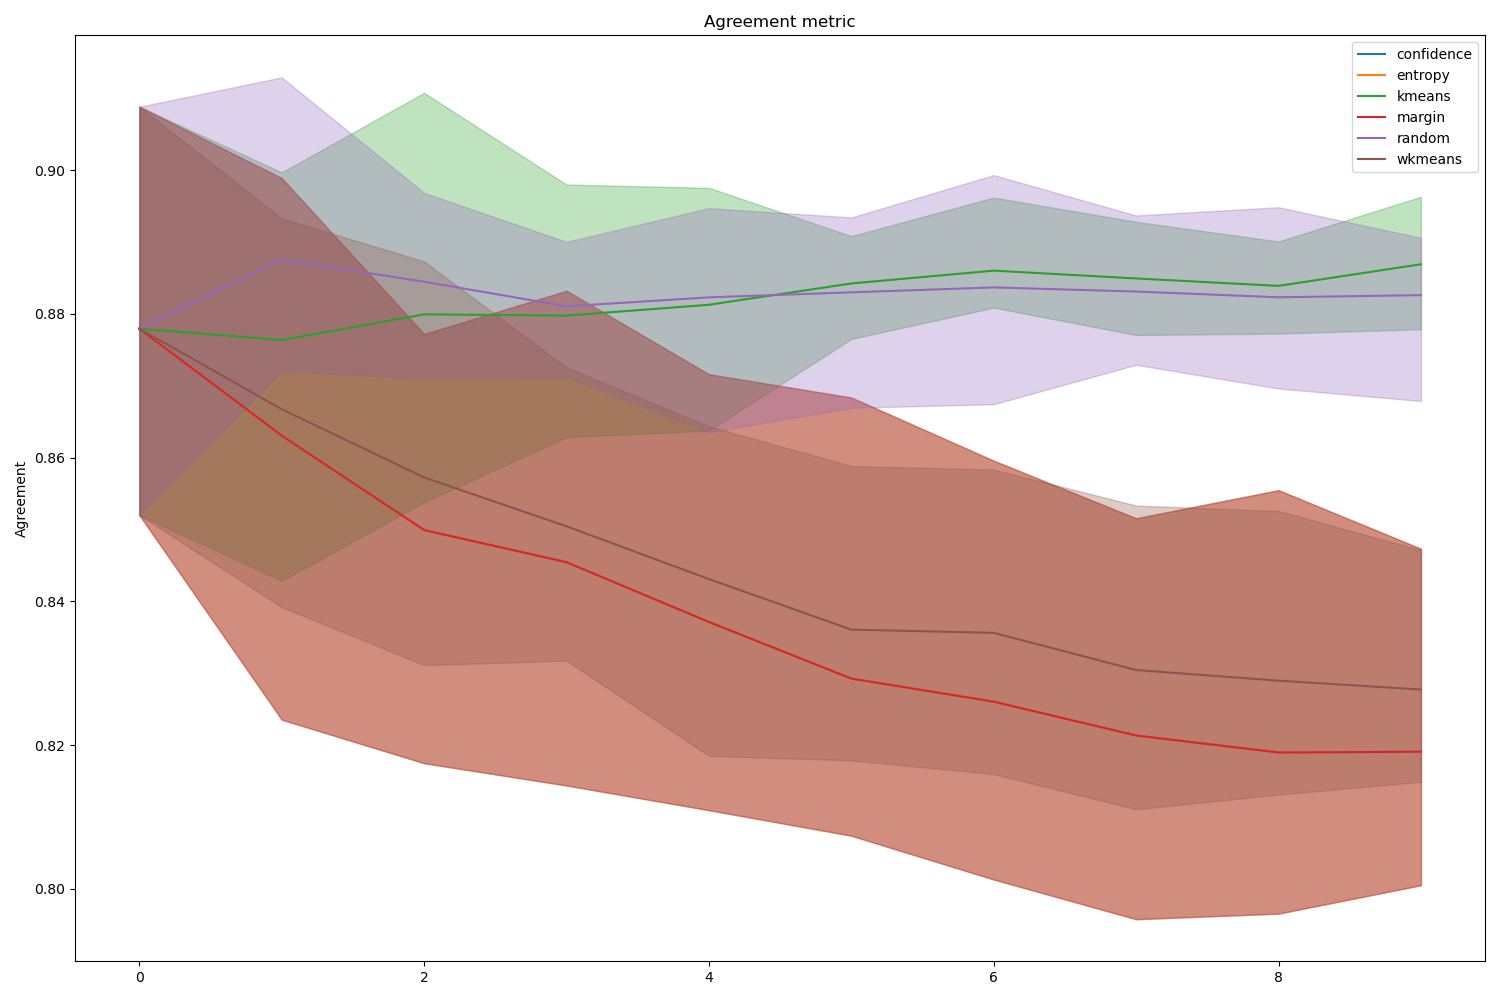 Agreement metric
confidence
entropy
kmeans
margin
random
wkmeans
Agreement
0.90
0.88
0.86
0.84
0.82
0.80
0 2 4 6 8